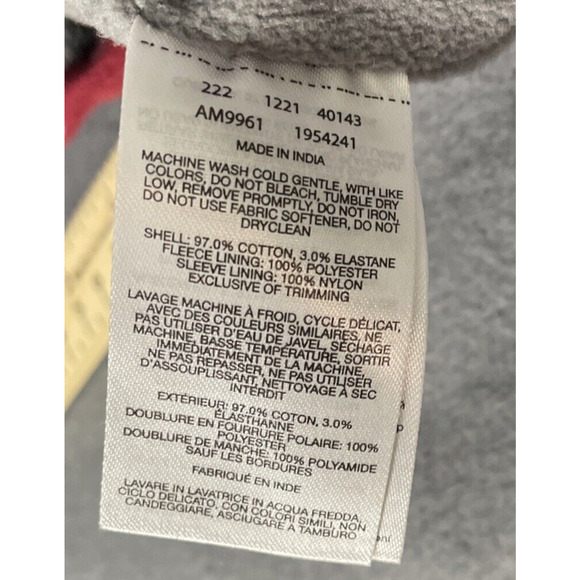 222 1221 40143
AM9961 1954241
MADE IN INDIA
MACHINE WASH COLD GENTLE, WITH LIKE
COLORS, DO NOT BLEACH, TUMBLE DRY
LOW, REMOVE PROMPTLY, DO NOT IRON,
DO NOT USE FABRIC SOFTENER, DO NOT
DRYCLEAN
SHELL: 97.0% COTTON, 3.0% ELASTANE
FLEECE LINING: 100% POLYESTER
SLEEVE LINING: 100% NYLON
EXCLUSIVE OF TRIMMING
LAVAGE MACHINE À FROID, CYCLE DÉLICAT,
AVEC DES COULEURS SIMILAIRES, NE
PAS UTILISER D'EAU DE JAVEL, SÉCHAGE
MACHINE, BASSE TEMPÉRATURE, SORTIR
IMMÉDIATEMENT DE LA MACHINE,
NE PAS REPASSER, NE PAS UTILISER
D'ASSOUPLISSANT, NETTOYAGE À SEC
INTERDIT
EXTÉRIEUR: 97.0% COTON, 3.0%
ÉLASTHANNE
DOUBLURE EN FOURRURE POLAIRE: 100%
POLYESTER
DOUBLURE DE MANCHE: 100% POLYAMIDE
SAUF LES BORDURES
FABRIQUÉ EN INDE
LAVARE IN LAVATRICE IN ACQUA FREDDA,
CICLO DELICATO, CON COLORI SIMILI, NON
CANDEGGIARE, ASCIUGARE A TAMBURO